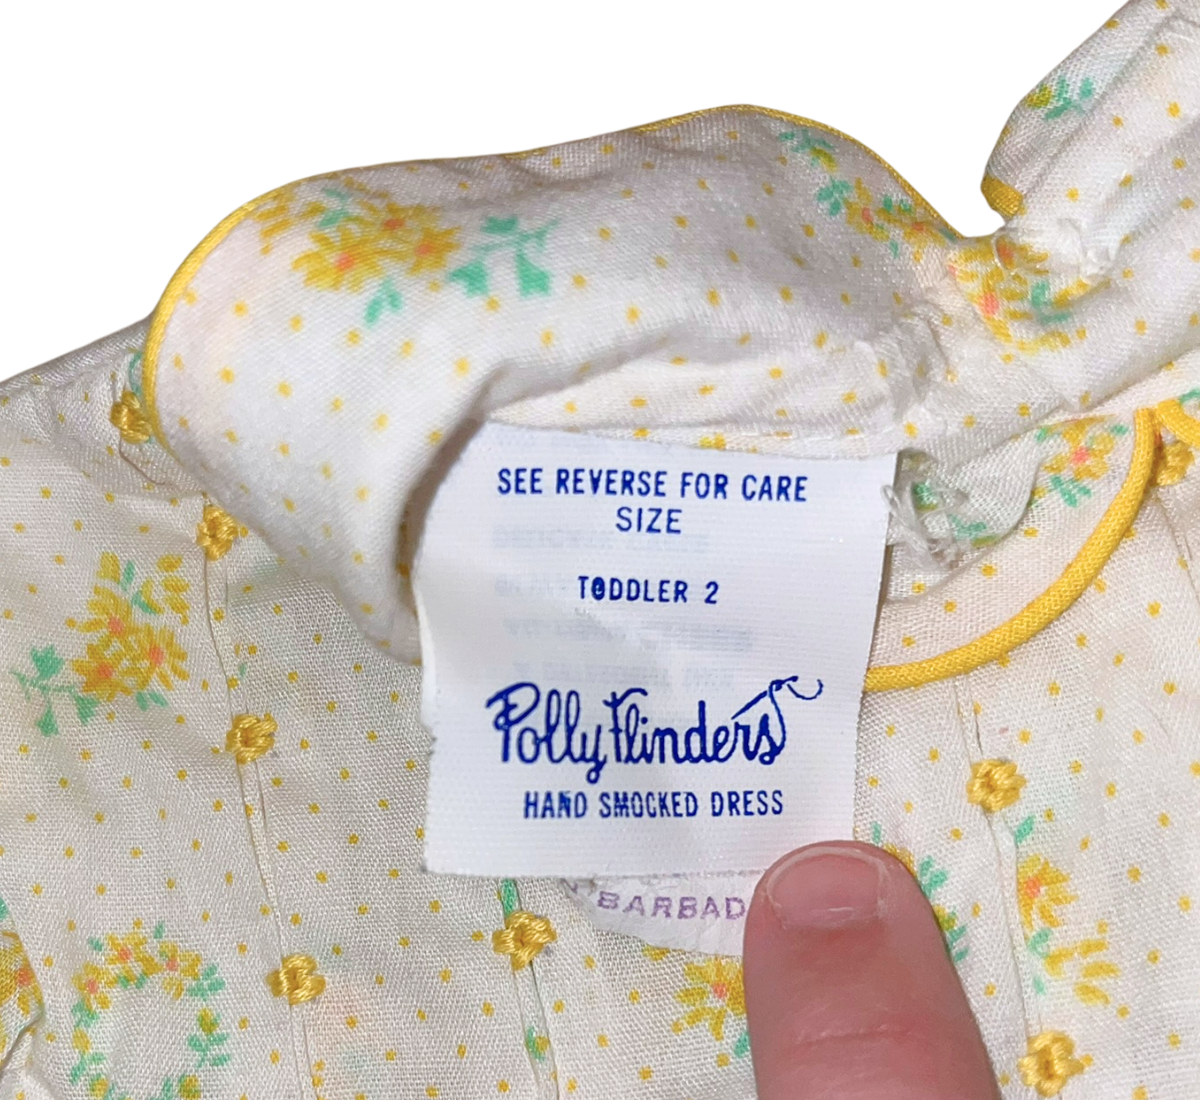 SEE REVERSE FOR CARE
SIZE
TODDLER 2
Polly Flinders
HAND SMOCKED DRESS
BARBAD